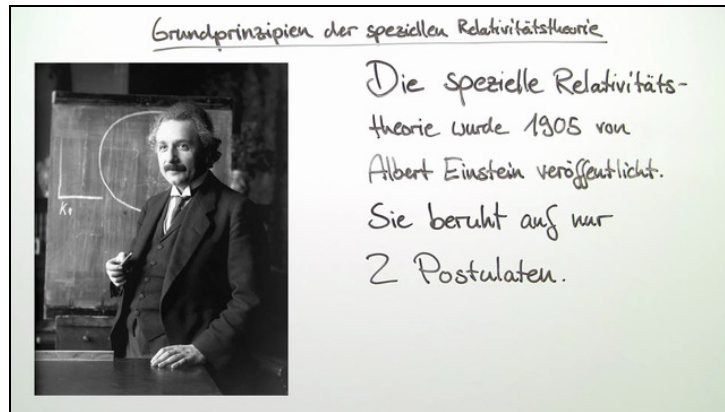 Grundprinzipien der speziellen Relativitätstheorie
Die spezielle Relativitäts-
theorie wurde 1905 von
Albert Einstein veröffentlicht.
Sie beruht auf nur
2 Postulaten.